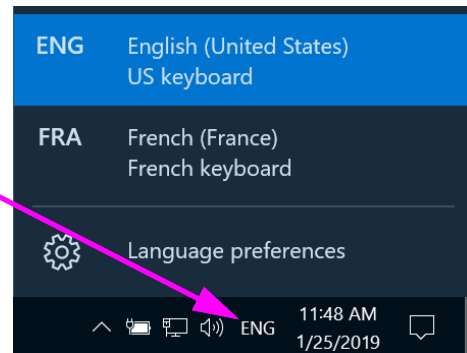 ENG English (United States)
US keyboard
FRA French (France)
French keyboard
Language preferences
ENG 11:48 AM
1/25/2019